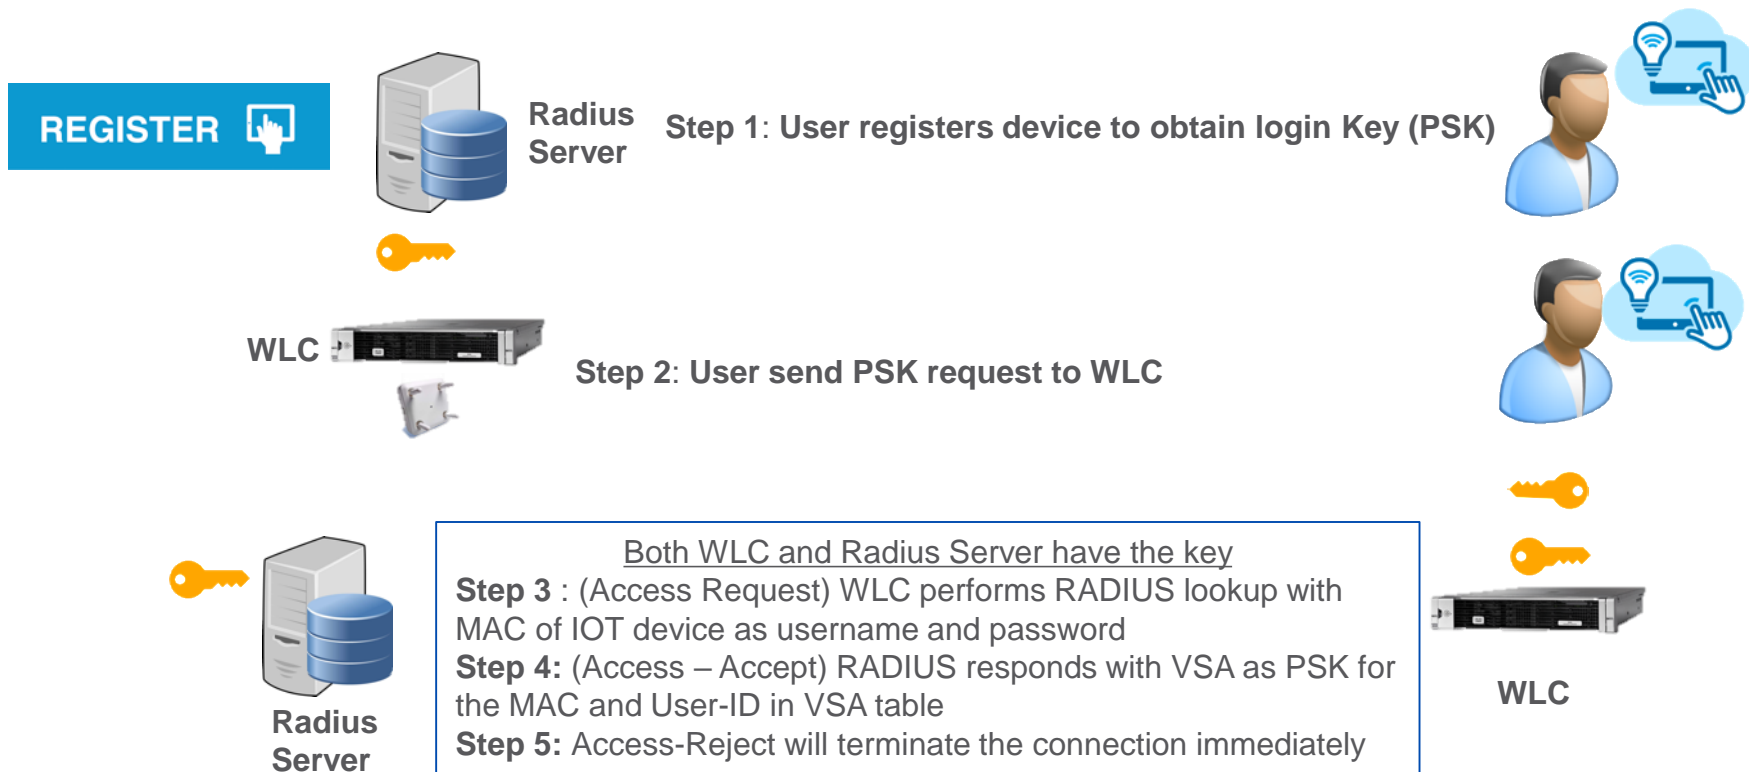 REGISTER
Radius
Server
Step 1: User registers device to obtain login Key (PSK)
WLC
Step 2: User send PSK request to WLC
Both WLC and Radius Server have the key
Step 3 : (Access Request) WLC performs RADIUS lookup with
MAC of IOT device as username and password
Step 4: (Access – Accept) RADIUS responds with VSA as PSK for
the MAC and User-ID in VSA table
Step 5: Access-Reject will terminate the connection immediately
Radius
Server
WLC